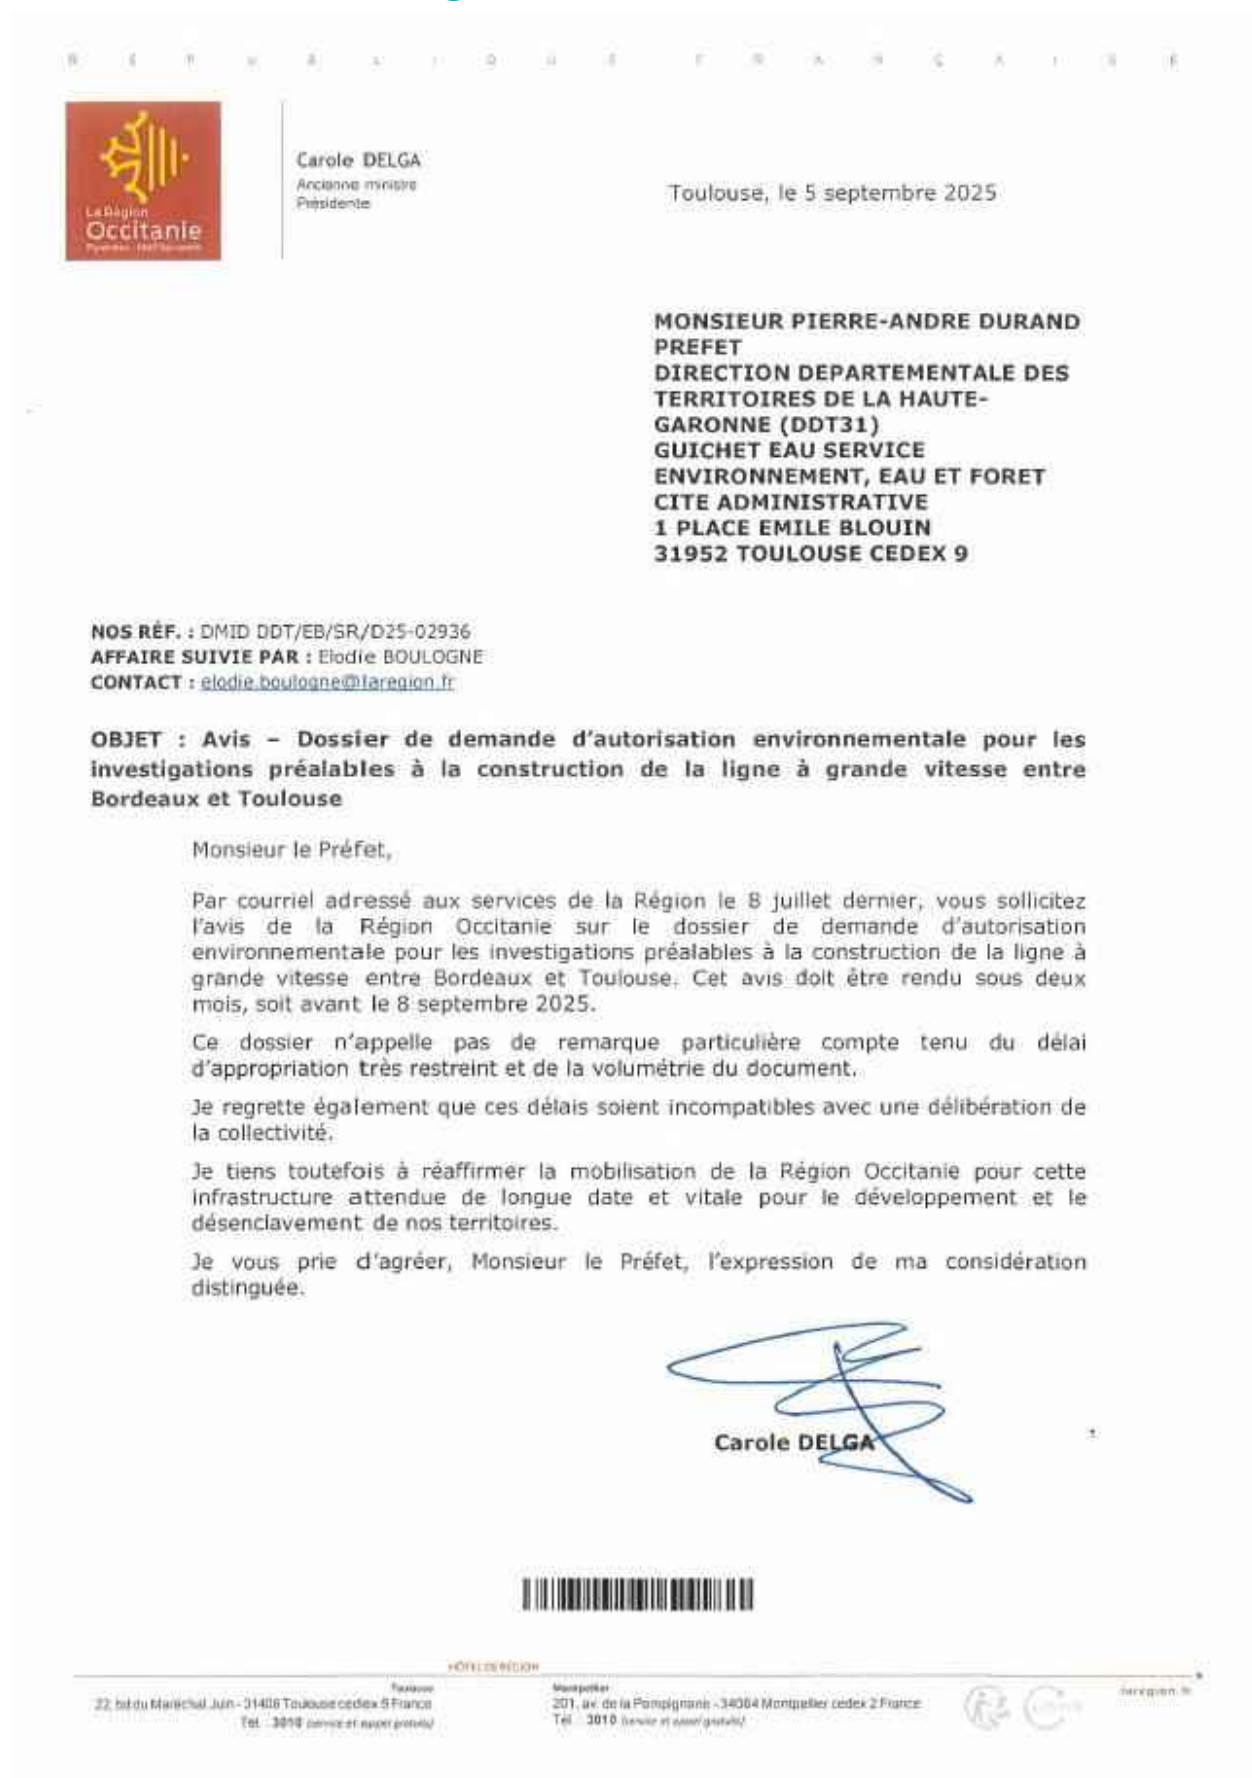 R É P U B L I Q U E F R A N Ç A I S E
La Région
Occitanie
Pyrénées - Méditerranée
Carole DELGA
Ancienne ministre
Présidente
Toulouse, le 5 septembre 2025
MONSIEUR PIERRE-ANDRE DURAND
PREFET
DIRECTION DEPARTEMENTALE DES
TERRITOIRES DE LA HAUTE-
GARONNE (DDT31)
GUICHET EAU SERVICE
ENVIRONNEMENT, EAU ET FORET
CITE ADMINISTRATIVE
1 PLACE EMILE BLOUIN
31952 TOULOUSE CEDEX 9
NOS RÉF. : DMID DDT/EB/SR/D25-02936
AFFAIRE SUIVIE PAR : Elodie BOULOGNE
CONTACT : elodie.boulogne@laregion.fr
OBJET : Avis – Dossier de demande d'autorisation environnementale pour les
investigations préalables à la construction de la ligne à grande vitesse entre
Bordeaux et Toulouse
Monsieur le Préfet,
Par courriel adressé aux services de la Région le 8 juillet dernier, vous sollicitez
l'avis de la Région Occitanie sur le dossier de demande d'autorisation
environnementale pour les investigations préalables à la construction de la ligne à
grande vitesse entre Bordeaux et Toulouse. Cet avis doit être rendu sous deux
mois, soit avant le 8 septembre 2025.
Ce dossier n'appelle pas de remarque particulière compte tenu du délai
d'appropriation très restreint et de la volumétrie du document.
Je regrette également que ces délais soient incompatibles avec une délibération de
la collectivité.
Je tiens toutefois à réaffirmer la mobilisation de la Région Occitanie pour cette
infrastructure attendue de longue date et vitale pour le développement et le
désenclavement de nos territoires.
Je vous prie d'agréer, Monsieur le Préfet, l'expression de ma considération
distinguée.
Carole DELGA
HÔTEL DE RÉGION
Toulouse
22, bd du Maréchal Juin - 31406 Toulouse cedex 9 France
Tél. : 3010 (service et appel gratuits)
Montpellier
201, av. de la Pompignane - 34064 Montpellier cedex 2 France
Tél. : 3010 (service et appel gratuits)
laregion.fr